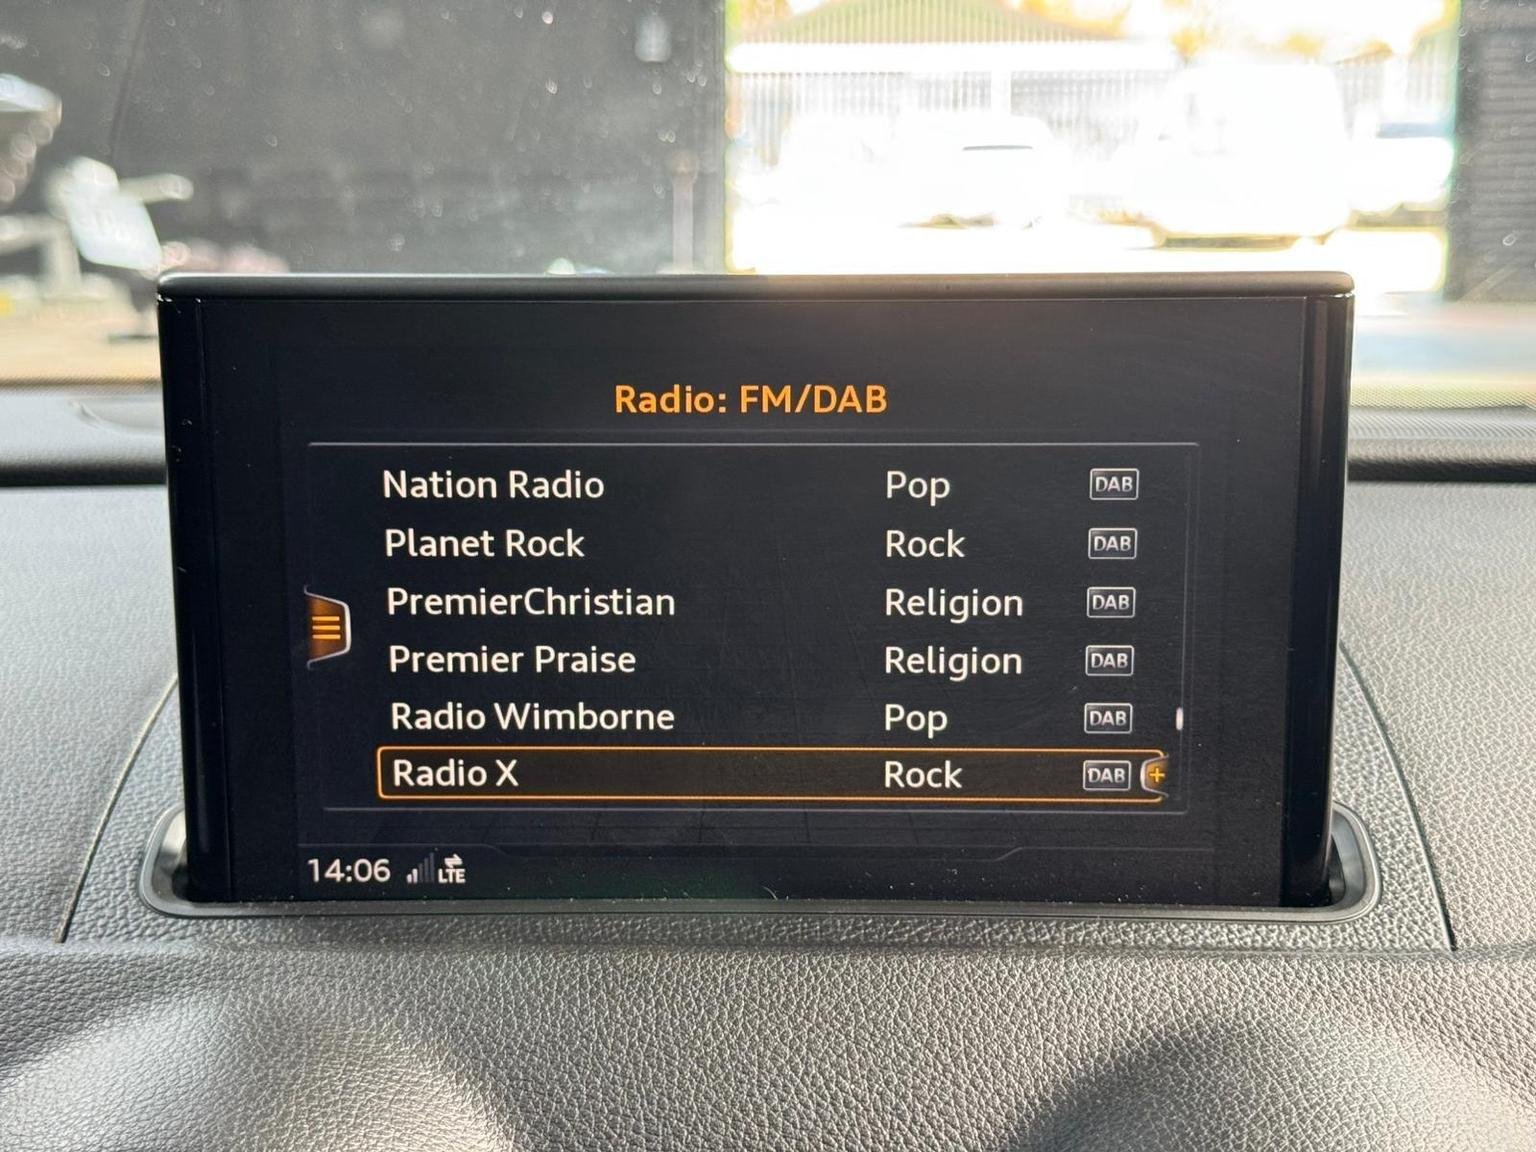 Radio: FM/DAB
Nation Radio Pop DAB
Planet Rock Rock DAB
PremierChristian Religion DAB
Premier Praise Religion DAB
Radio Wimborne Pop DAB
Radio X Rock DAB +
14:06 LTE